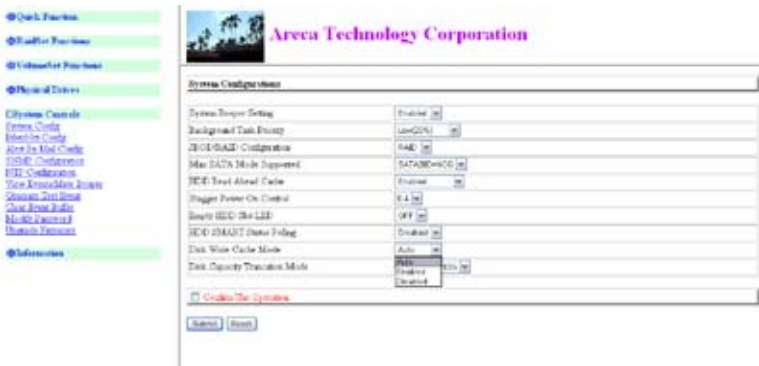 Quick Function
RaidSet Functions
VolumeSet Functions
Physical Drives
System Controls
System Config
EtherNet Config
Alert By Mail Config
SNMP Configuration
NTP Configuration
View Events/Mute Beeper
Generate Test Event
Clear Event Buffer
Modify Password
Upgrade Firmware
Information
Areca Technology Corporation
System Configurations
System Beeper Setting Enabled
Background Task Priority Low(20%)
JBOD/RAID Configuration RAID
Max SATA Mode Supported SATA300+NCQ
HDD Read Ahead Cache Enabled
Stagger Power On Control 0.4
Empty HDD Slot LED OFF
HDD SMART Status Polling Disabled
Disk Write Cache Mode Auto
Auto
Enabled
Disabled
Disk Capacity Truncation Mode
Confirm The Operation
Submit Reset